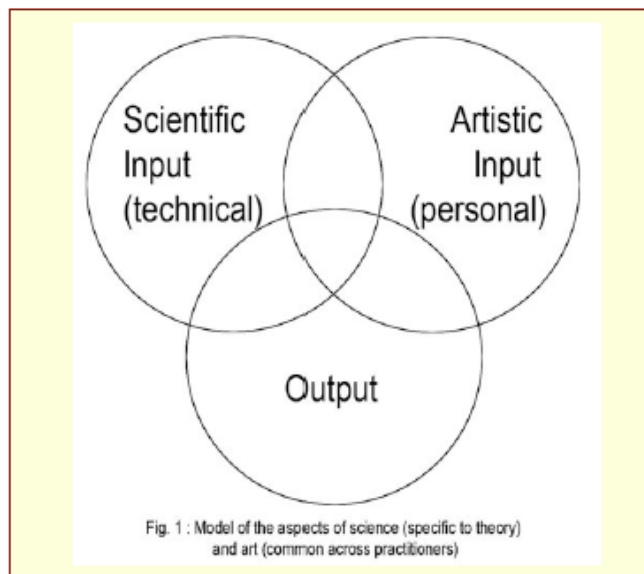 Scientific
Input
(technical)
Artistic
Input
(personal)
Output
Fig. 1 : Model of the aspects of science (specific to theory)
and art (common across practitioners)